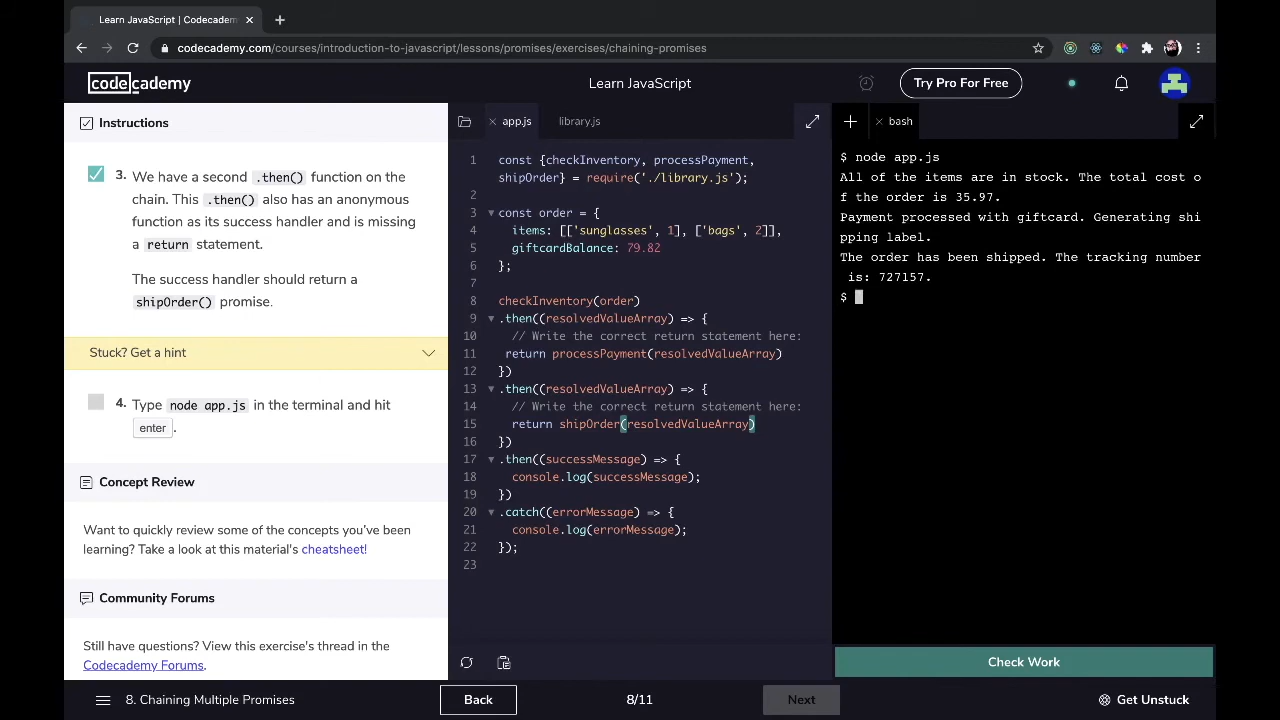 Learn JavaScript | Codecadem
codecademy.com/courses/introduction-to-javascript/lessons/promises/exercises/chaining-promises
codecademy
Learn JavaScript
Try Pro For Free
Instructions
3. We have a second .then() function on the
chain. This .then() also has an anonymous
function as its success handler and is missing
a return statement.
The success handler should return a
shipOrder() promise.
Stuck? Get a hint
4. Type node app.js in the terminal and hit
enter.
Concept Review
Want to quickly review some of the concepts you've been
learning? Take a look at this material's cheatsheet!
Community Forums
Still have questions? View this exercise's thread in the
Codecademy Forums.
app.js library.js
1 const {checkInventory, processPayment,
shipOrder} = require('./library.js');
2
3 const order = {
4 items: [['sunglasses', 1], ['bags', 2]],
5 giftcardBalance: 79.82
6 };
7
8 checkInventory(order)
9 .then((resolvedValueArray) => {
10 // Write the correct return statement here:
11 return processPayment(resolvedValueArray)
12 })
13 .then((resolvedValueArray) => {
14 // Write the correct return statement here:
15 return shipOrder(resolvedValueArray)
16 })
17 .then((successMessage) => {
18 console.log(successMessage);
19 })
20 .catch((errorMessage) => {
21 console.log(errorMessage);
22 });
23
bash
$ node app.js
All of the items are in stock. The total cost o
f the order is 35.97.
Payment processed with giftcard. Generating shi
pping label.
The order has been shipped. The tracking number
is: 727157.
$
Check Work
8. Chaining Multiple Promises
Back
8/11
Next
Get Unstuck